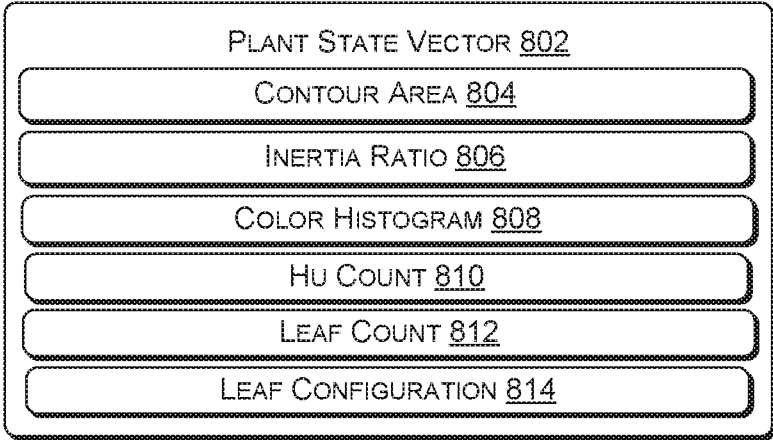 PLANT STATE VECTOR 802
CONTOUR AREA 804
INERTIA RATIO 806
COLOR HISTOGRAM 808
HU COUNT 810
LEAF COUNT 812
LEAF CONFIGURATION 814